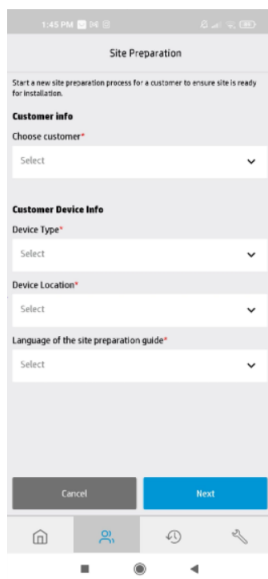 1:45 PM
Site Preparation
Start a new site preparation process for a customer to ensure site is ready
for installation.
Customer info
Choose customer*
Select
Customer Device Info
Device Type*
Select
Device Location*
Select
Language of the site preparation guide*
Select
Cancel
Next